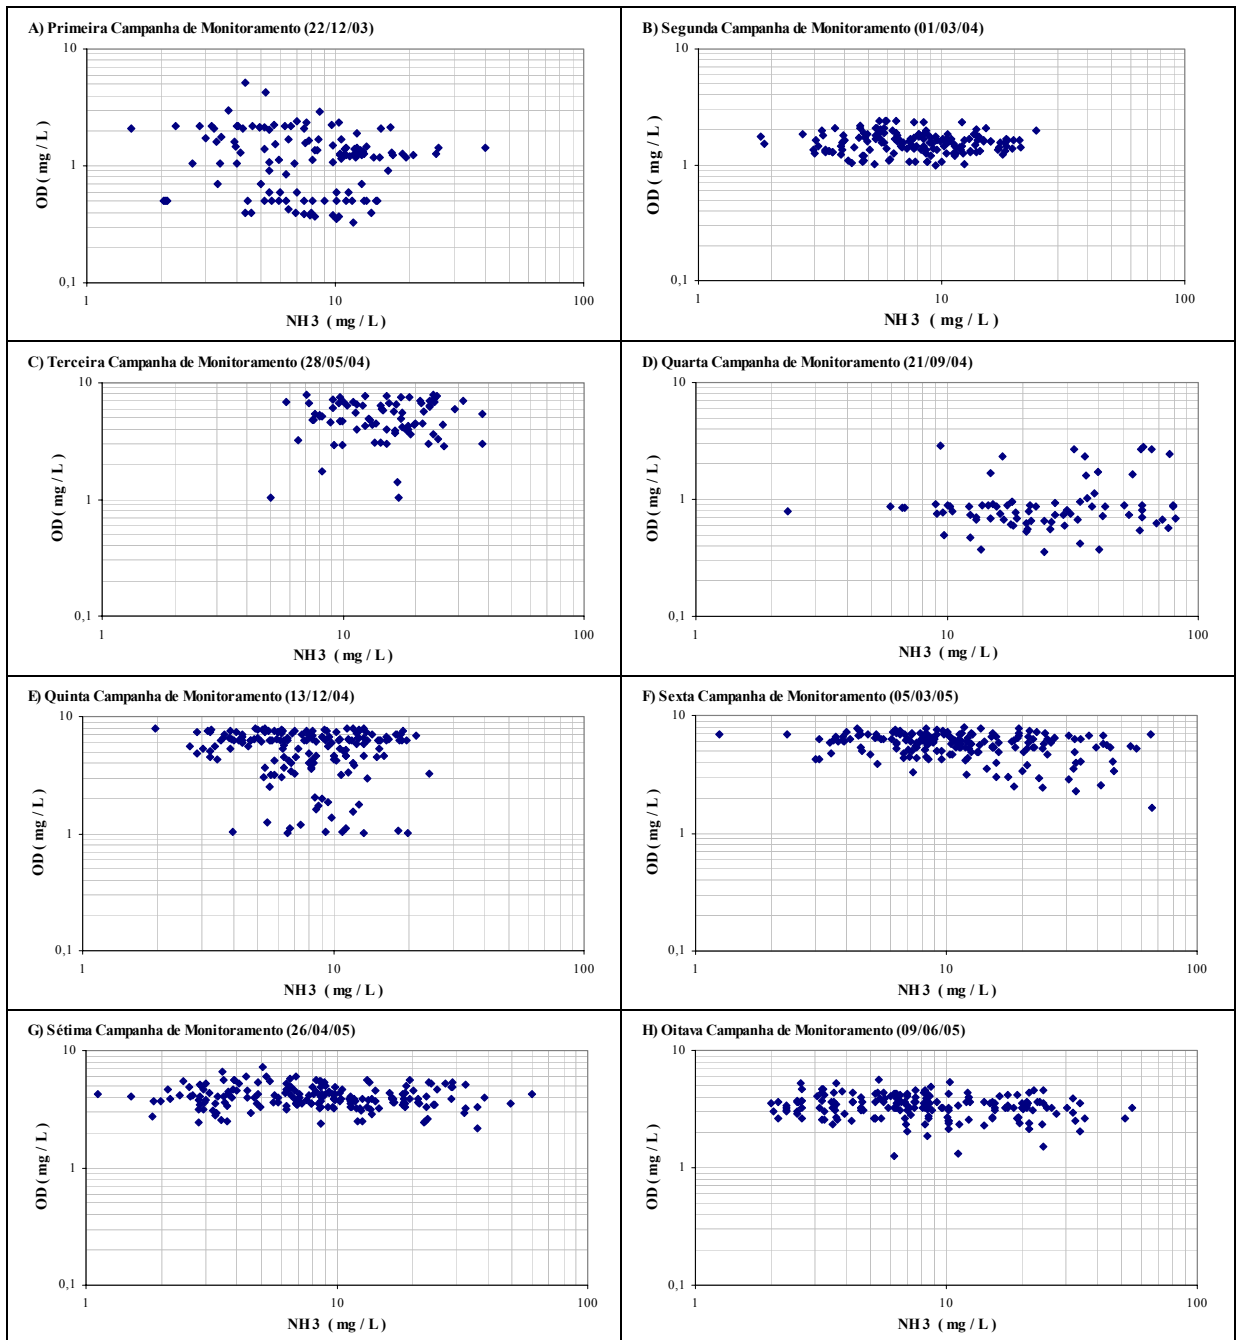 A) Primeira Campanha de Monitoramento (22/12/03)
10
1
0,1
OD ( mg / L )
1
10
100
NH3 ( mg / L )
B) Segunda Campanha de Monitoramento (01/03/04)
10
1
0,1
OD ( mg / L )
1
10
100
NH3 ( mg / L )
C) Terceira Campanha de Monitoramento (28/05/04)
10
1
0,1
OD ( mg / L )
1
10
100
NH3 ( mg / L )
D) Quarta Campanha de Monitoramento (21/09/04)
10
1
0,1
OD ( mg / L )
1
10
100
NH3 ( mg / L )
E) Quinta Campanha de Monitoramento (13/12/04)
10
1
0,1
OD ( mg / L )
1
10
100
NH3 ( mg / L )
F) Sexta Campanha de Monitoramento (05/03/05)
10
1
0,1
OD ( mg / L )
1
10
100
NH3 ( mg / L )
G) Sétima Campanha de Monitoramento (26/04/05)
10
1
0,1
OD ( mg / L )
1
10
100
NH3 ( mg / L )
H) Oitava Campanha de Monitoramento (09/06/05)
10
1
0,1
OD ( mg / L )
1
10
100
NH3 ( mg / L )